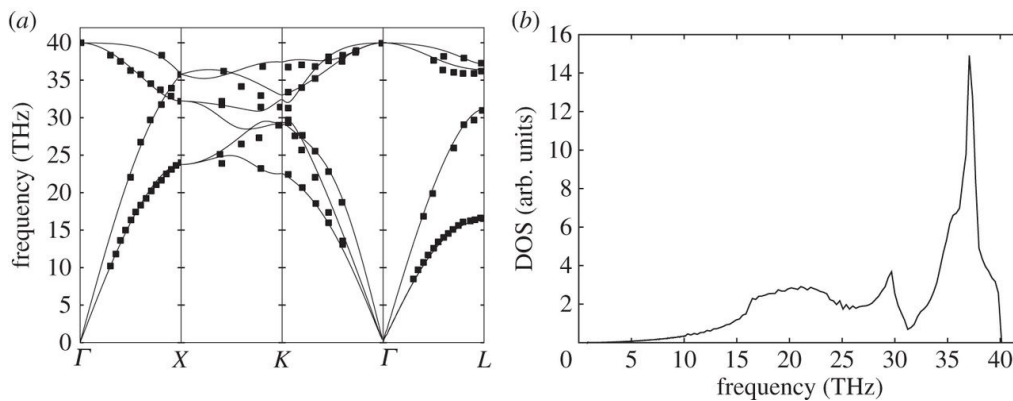 (a)
40
35
30
25
20
15
10
5
0
frequency (THz)
Γ X K Γ L
(b)
16
14
12
10
8
6
4
2
DOS (arb. units)
0 5 10 15 20 25 30 35 40
frequency (THz)